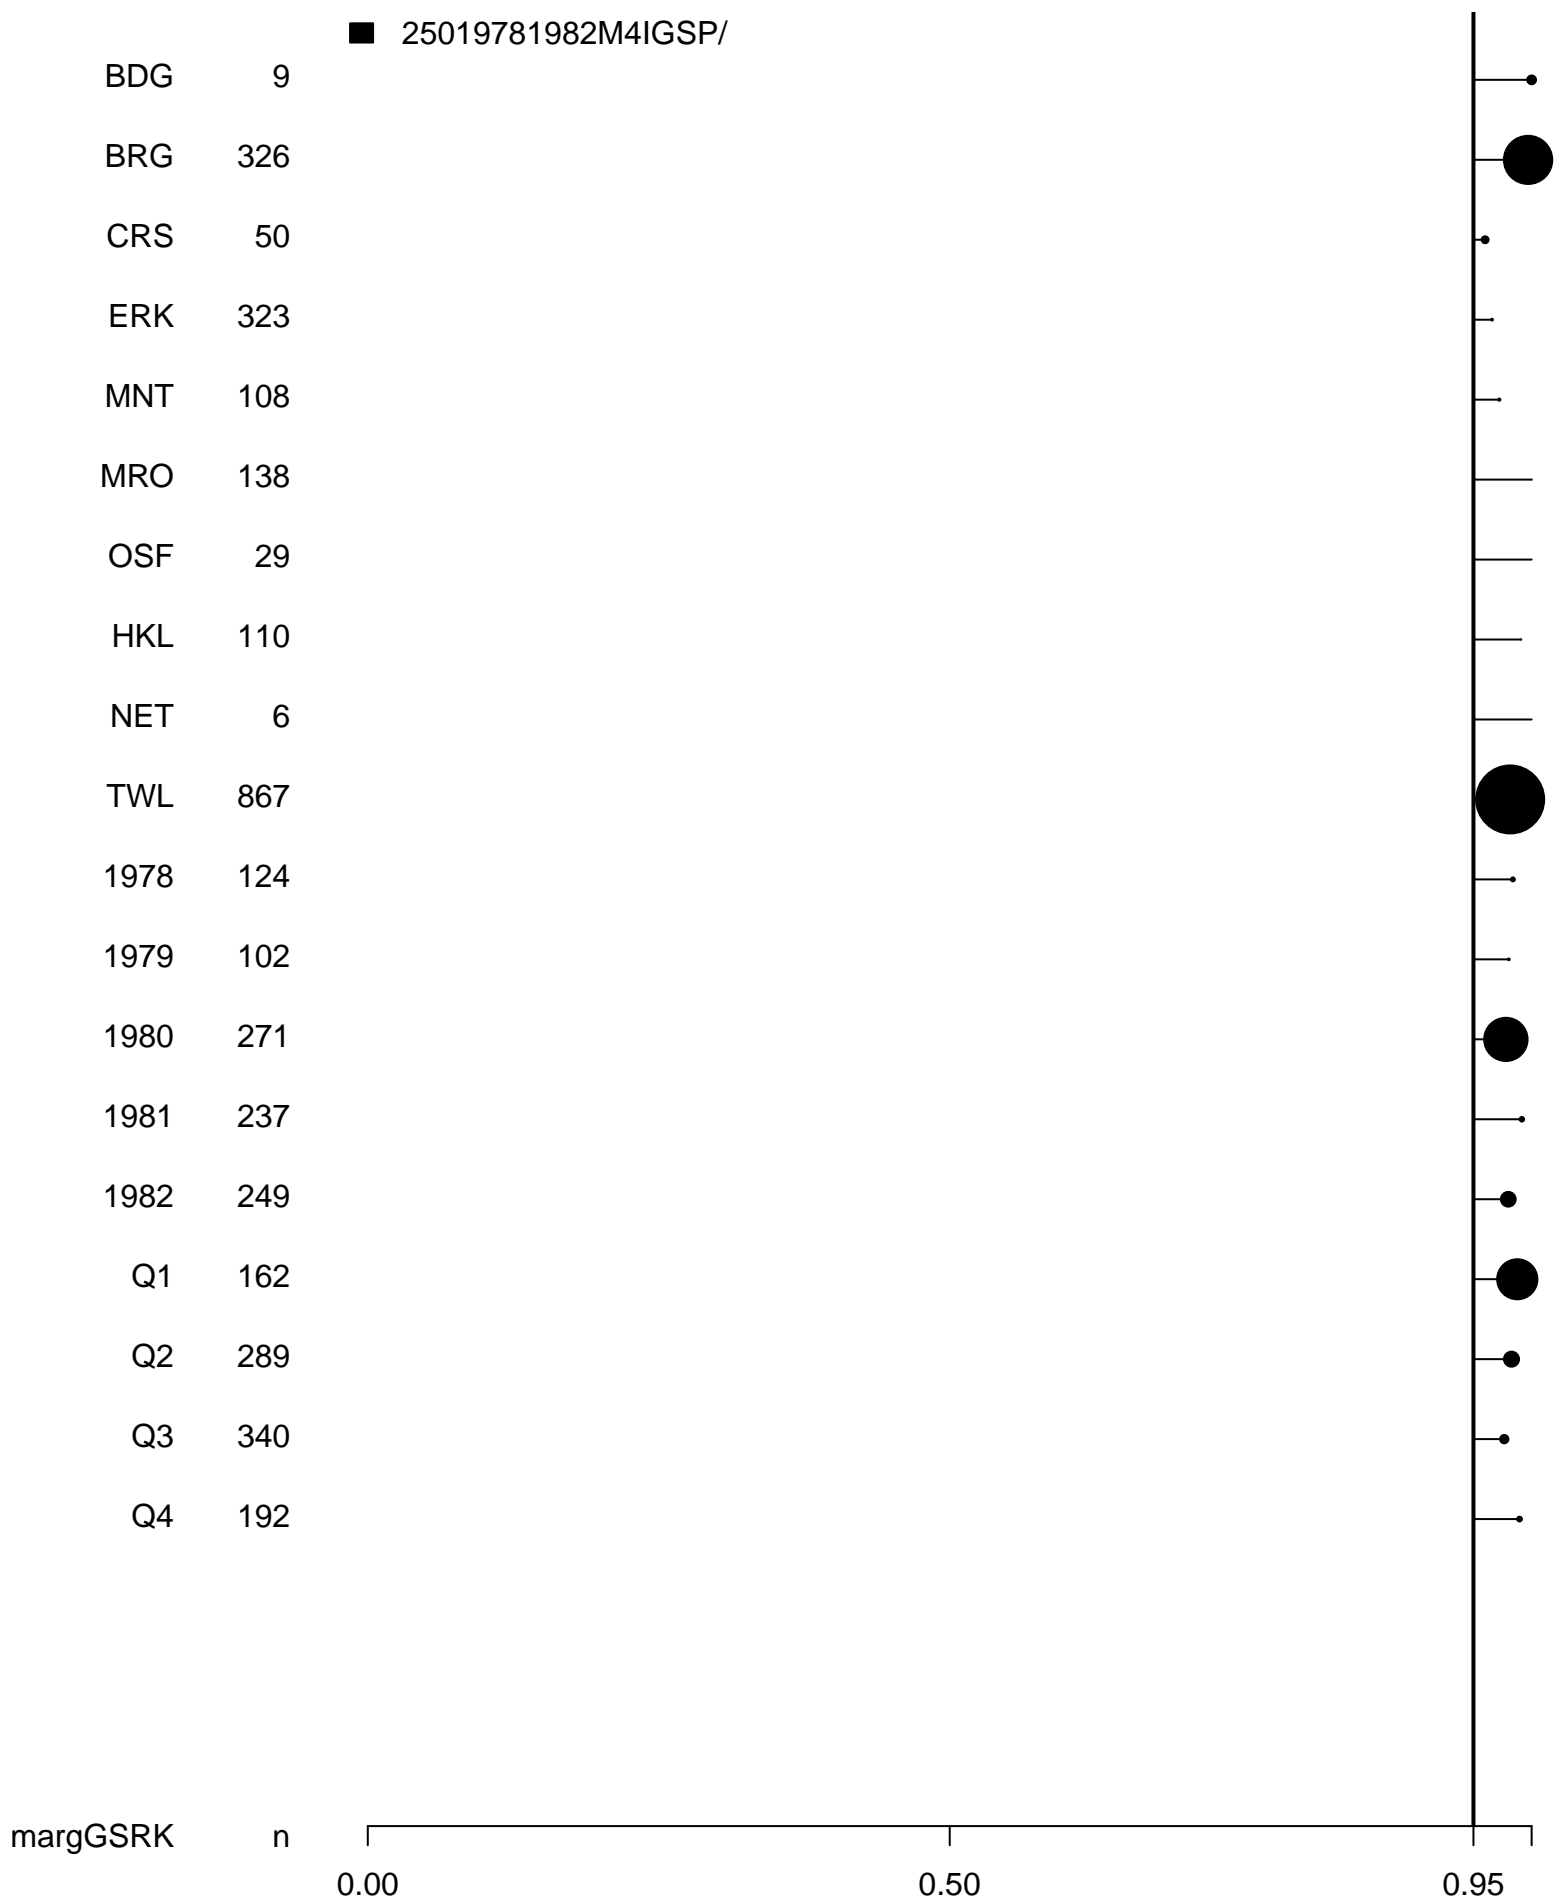 25019781982M4IGSP/
BDG 9
BRG 326
CRS 50
ERK 323
MNT 108
MRO 138
OSF 29
HKL 110
NET 6
TWL 867
1978 124
1979 102
1980 271
1981 237
1982 249
Q1 162
Q2 289
Q3 340
Q4 192
margGSRK n
0.00 0.50 0.95